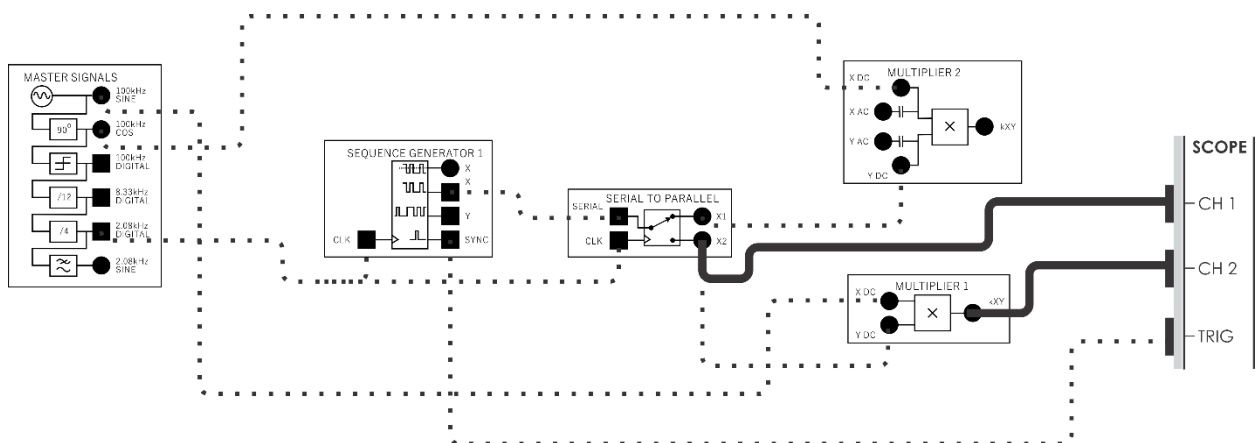 MASTER SIGNALS
100kHz
SINE
90°
100kHz
COS
100kHz
DIGITAL
/12
8.33kHz
DIGITAL
/4
2.08kHz
DIGITAL
2.08kHz
SINE
SEQUENCE GENERATOR 1
X
X
Y
CLK
SYNC
SERIAL TO PARALLEL
SERIAL
X1
CLK
X2
MULTIPLIER 2
X DC
X AC
×
kXY
Y AC
Y DC
MULTIPLIER 1
X DC
×
kXY
Y DC
SCOPE
CH 1
CH 2
TRIG